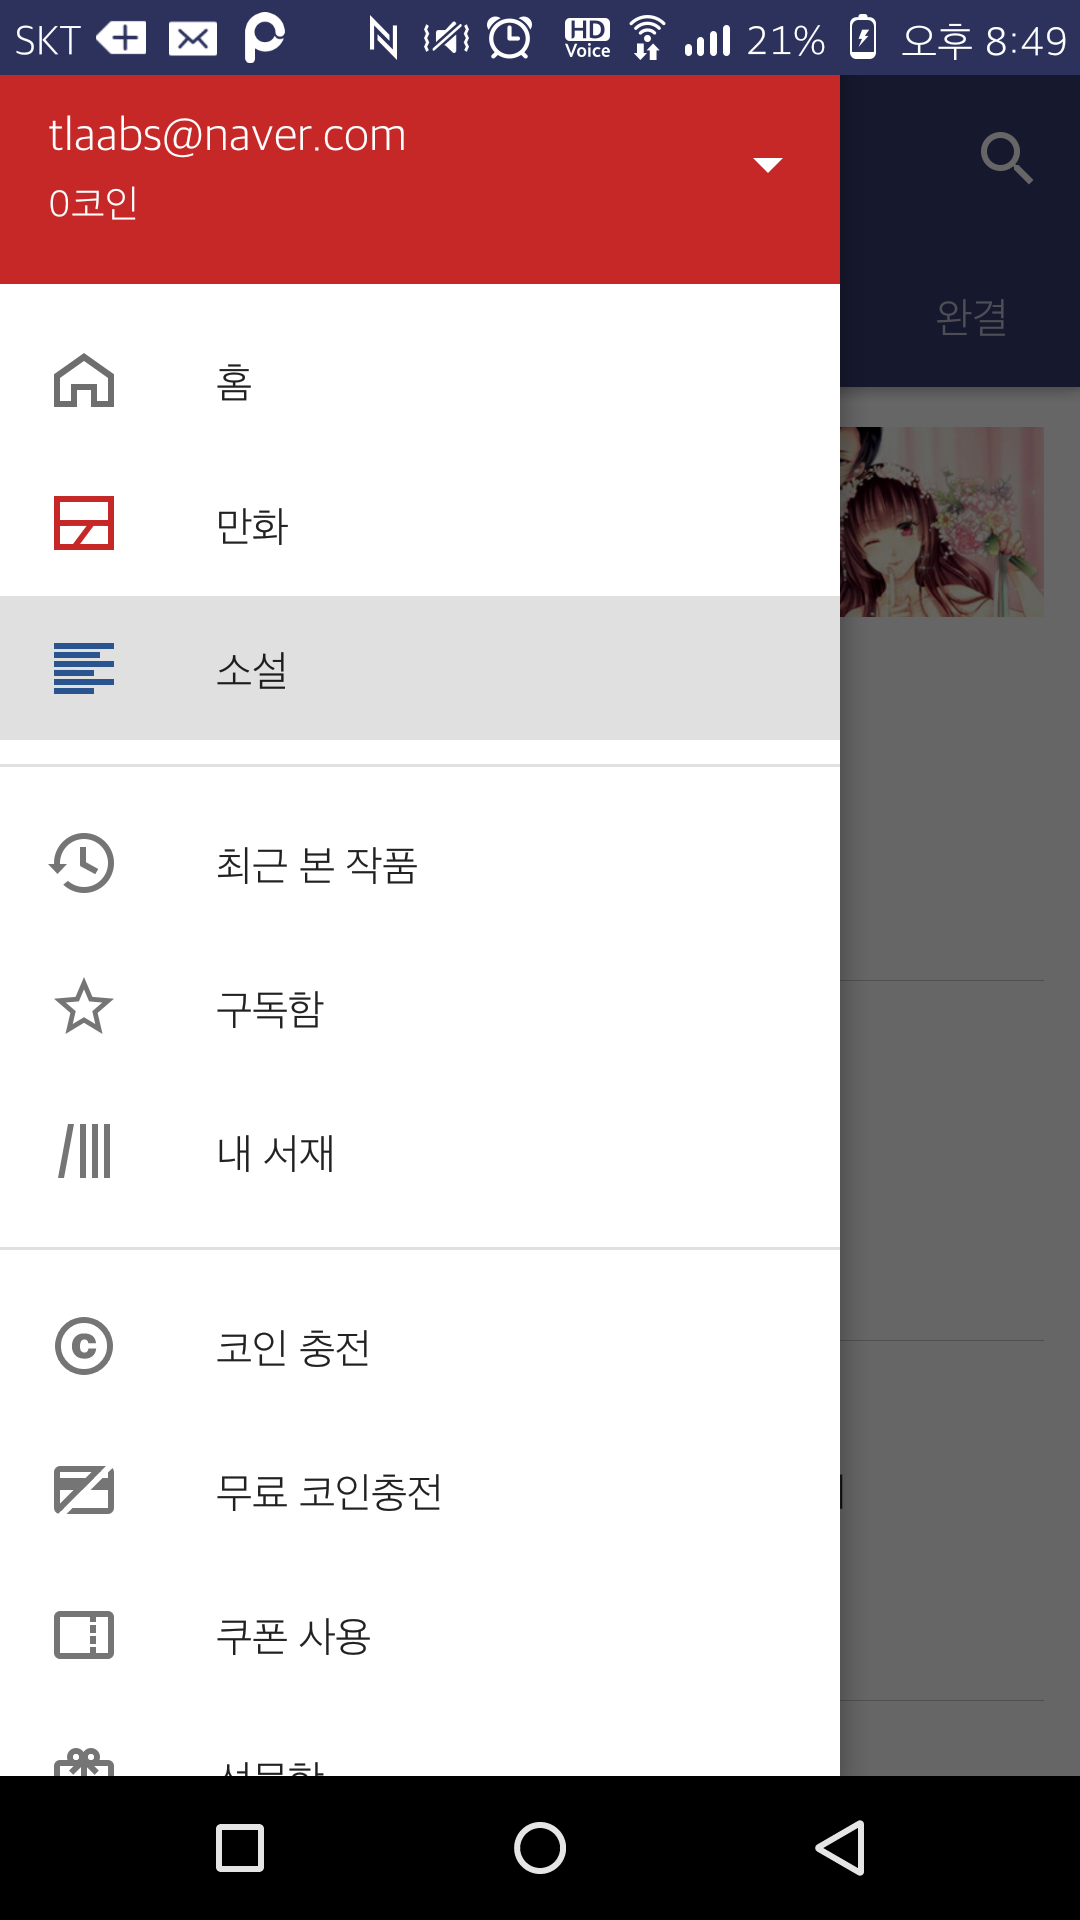 SKT
HD
Voice
21%
오후 8:49
tlaabs@naver.com
0코인
완결
홈
만화
소설
최근 본 작품
구독함
내 서재
코인 충전
무료 코인충전
쿠폰 사용